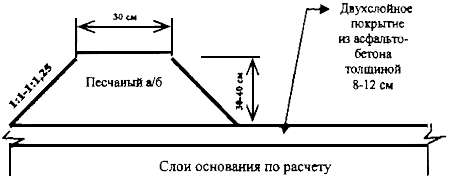 30 см
Двухслойное
покрытие
из асфальто-
бетона
толщиной
8-12 см
1:1-1:1,25
Песчаный а/б
30-40 см
Слои основания по расчету